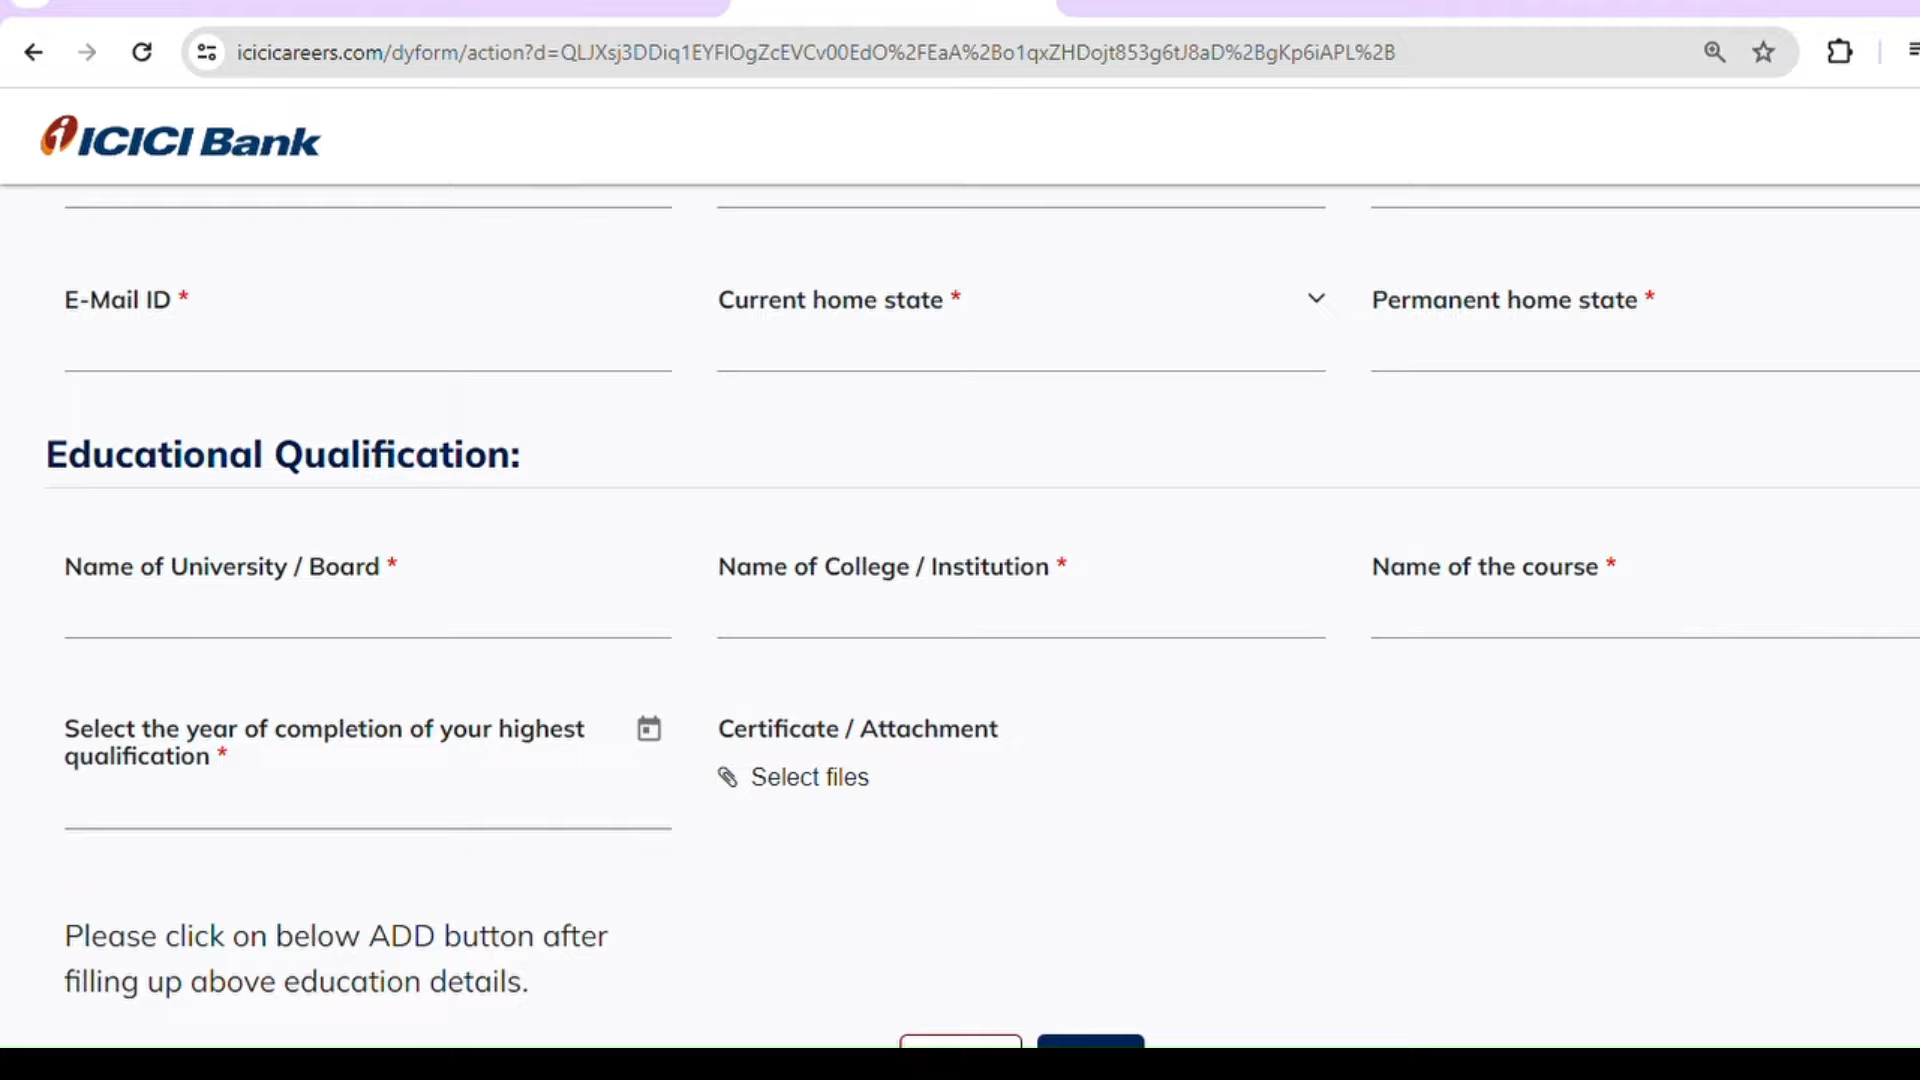 icicicareers.com/dyform/action?d=QLJXsj3DDiq1EYFlOgZcEVCv00EdO%2FEaA%2Bo1qxZHDojt853g6tJ8aD%2BgKp6iAPL%2B
ICICI Bank
E-Mail ID * Current home state * Permanent home state *
Educational Qualification:
Name of University / Board * Name of College / Institution * Name of the course *
Select the year of completion of your highest
qualification *
Certificate / Attachment
Select files
Please click on below ADD button after
filling up above education details.